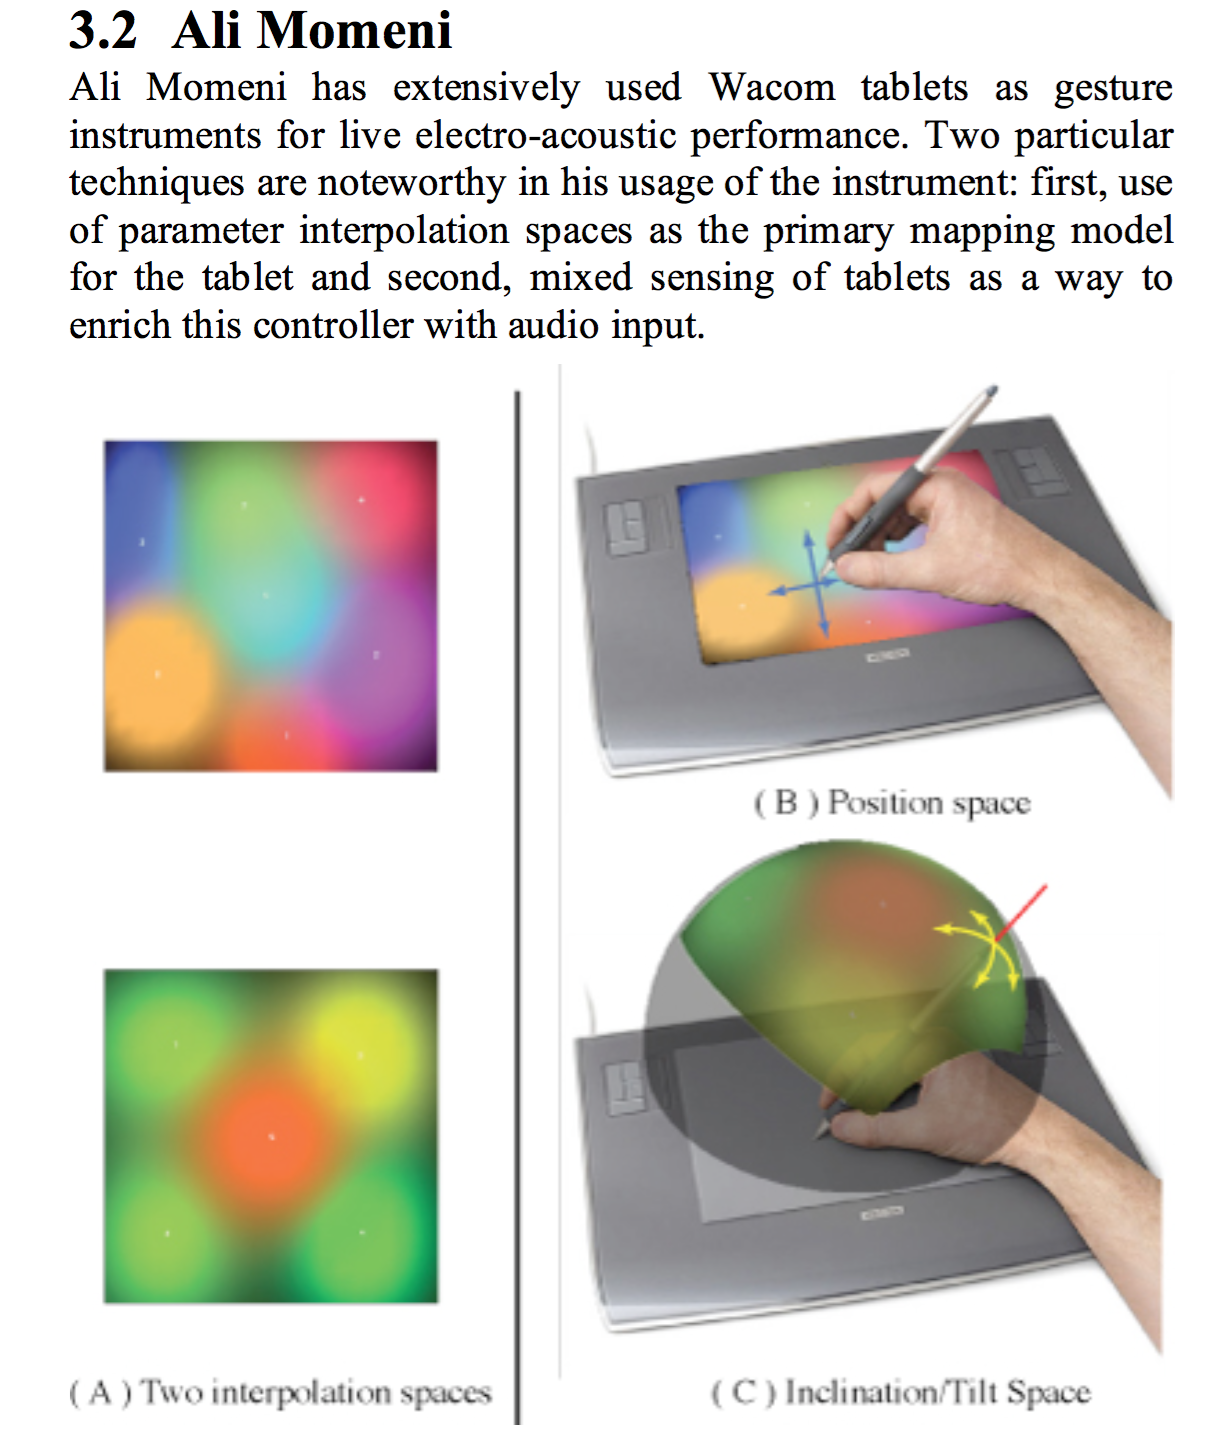 3.2 Ali Momeni
Ali Momeni has extensively used Wacom tablets as gesture
instruments for live electro-acoustic performance. Two particular
techniques are noteworthy in his usage of the instrument: first, use
of parameter interpolation spaces as the primary mapping model
for the tablet and second, mixed sensing of tablets as a way to
enrich this controller with audio input.
( B ) Position space
( A ) Two interpolation spaces
( C ) Inclination/Tilt Space